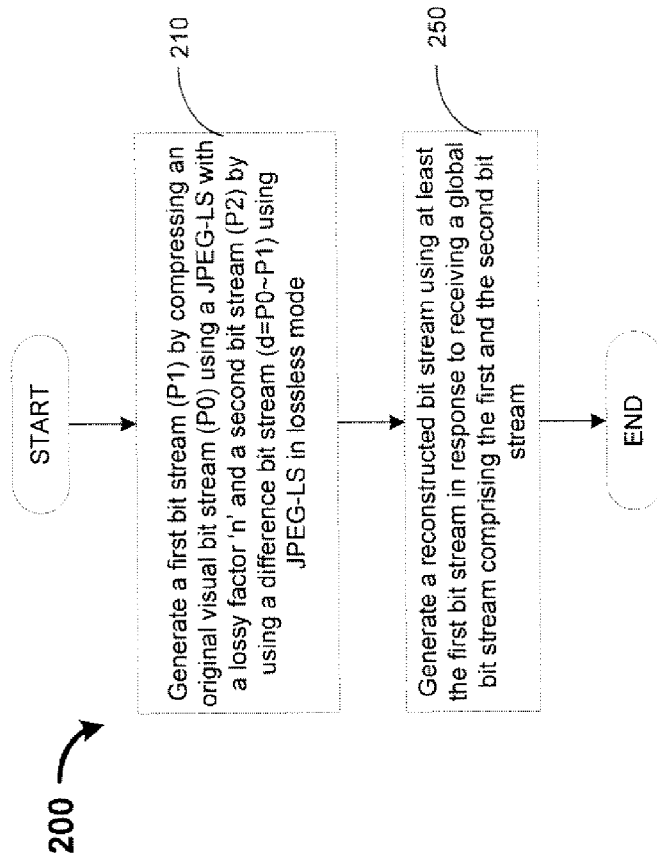 200
START
210
Generate a first bit stream (P1) by compressing an
original visual bit stream (P0) using a JPEG-LS with
a lossy factor 'n' and a second bit stream (P2) by
using a difference bit stream (d=P0~P1) using
JPEG-LS in lossless mode
250
Generate a reconstructed bit stream using at least
the first bit stream in response to receiving a global
bit stream comprising the first and the second bit
stream
END